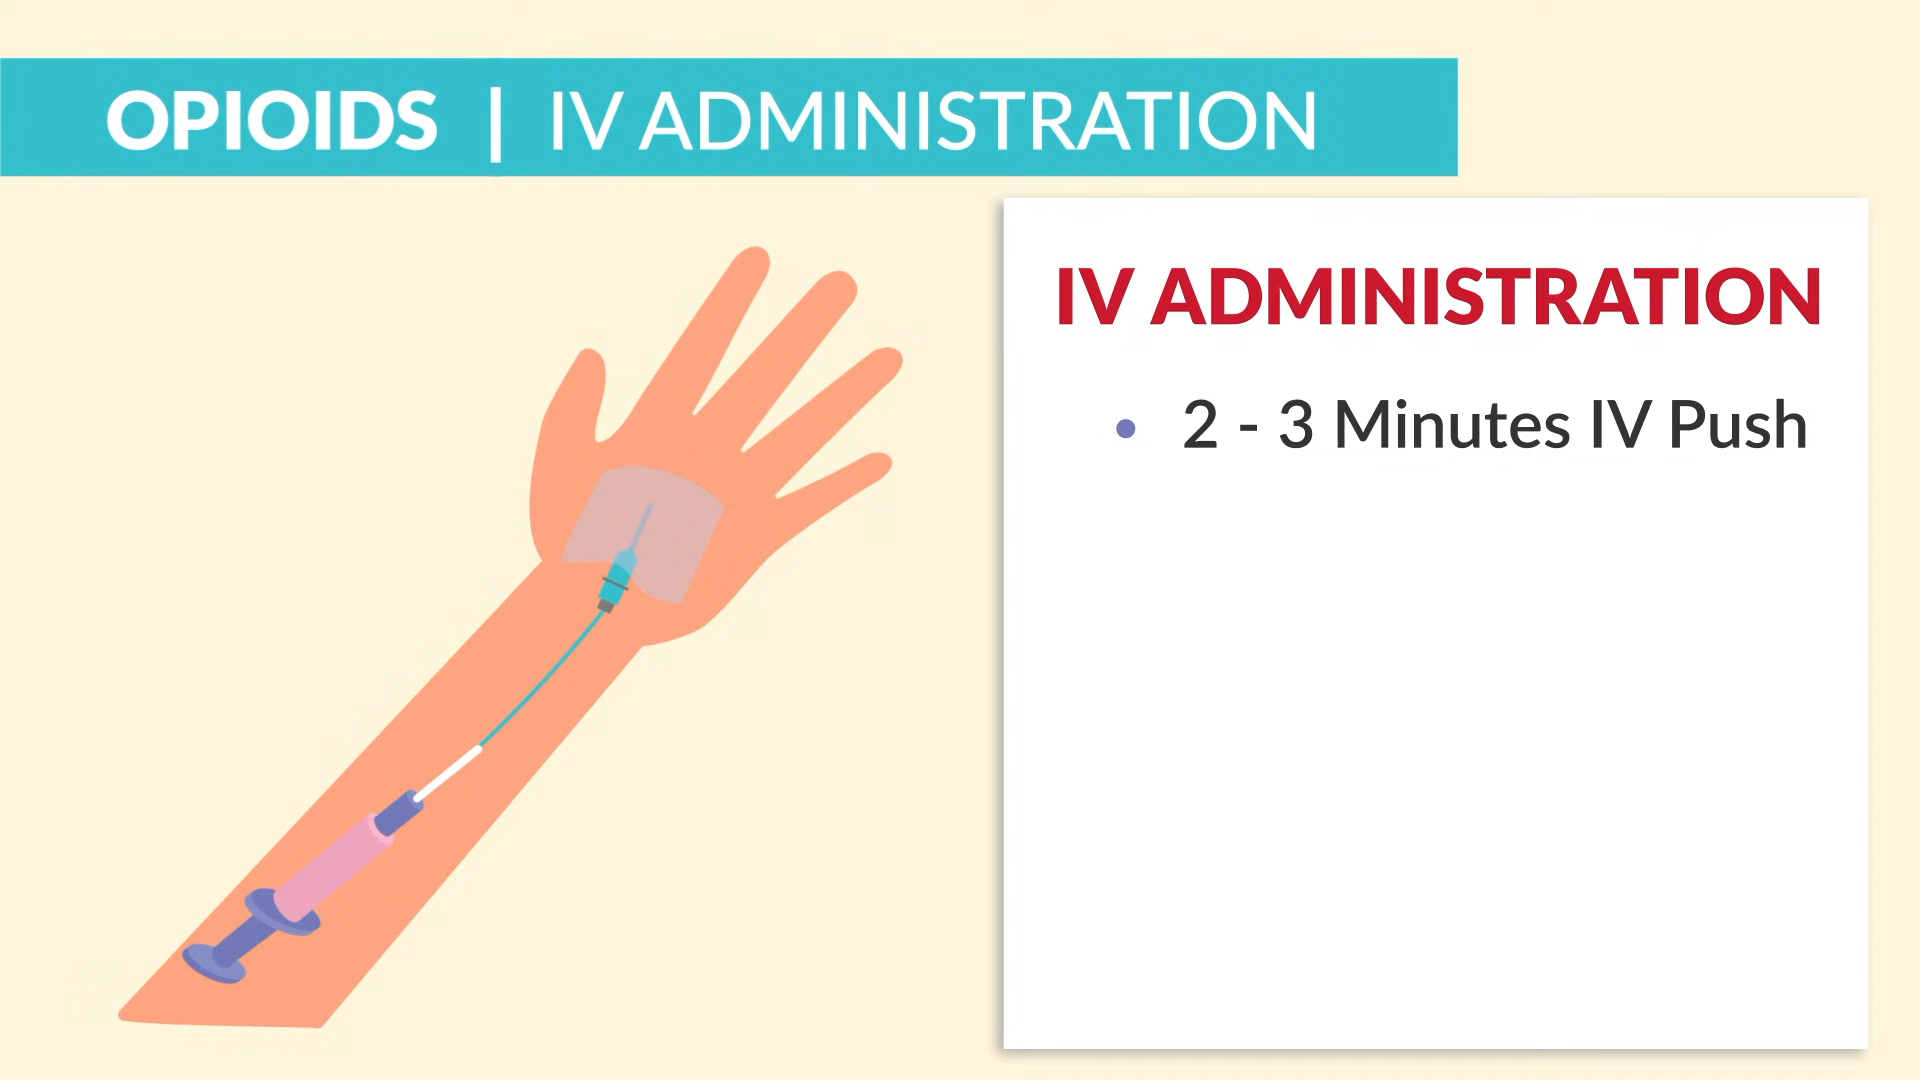 OPIOIDS | IV ADMINISTRATION
IV ADMINISTRATION
• 2 - 3 Minutes IV Push